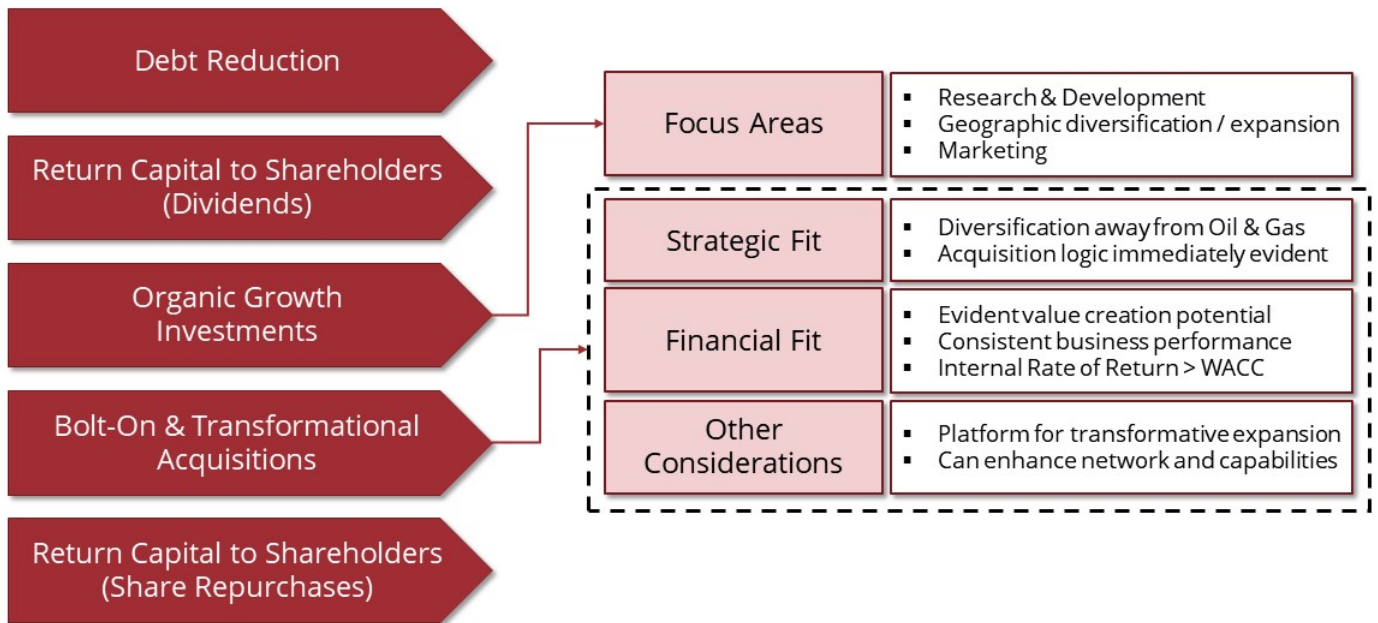 Debt Reduction
Return Capital to Shareholders
(Dividends)
Organic Growth
Investments
Bolt-On & Transformational
Acquisitions
Return Capital to Shareholders
(Share Repurchases)
Focus Areas
▪ Research & Development
▪ Geographic diversification / expansion
▪ Marketing
Strategic Fit
▪ Diversification away from Oil & Gas
▪ Acquisition logic immediately evident
Financial Fit
▪ Evident value creation potential
▪ Consistent business performance
▪ Internal Rate of Return > WACC
Other
Considerations
▪ Platform for transformative expansion
▪ Can enhance network and capabilities